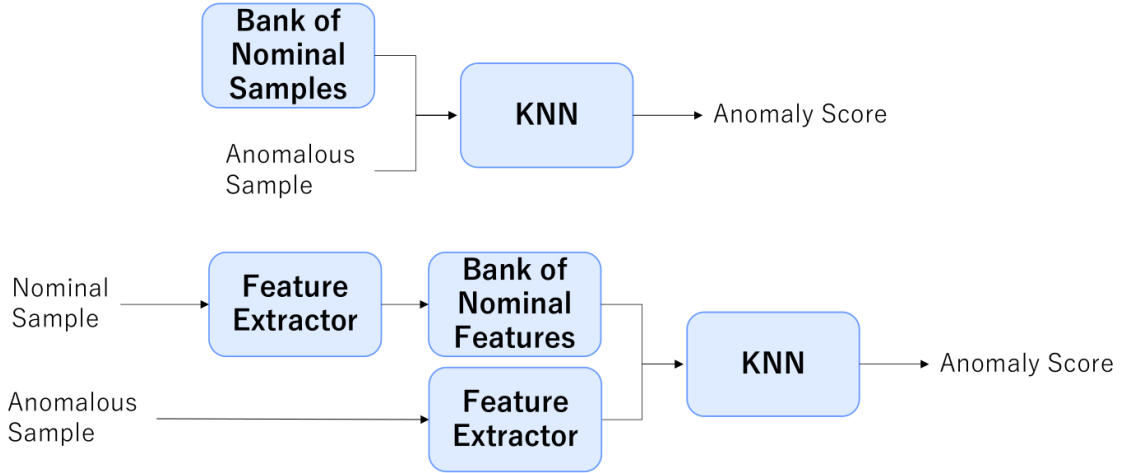 Bank of
Nominal
Samples
KNN
Anomaly Score
Anomalous
Sample
Nominal
Sample
Feature
Extractor
Bank of
Nominal
Features
KNN
Anomaly Score
Anomalous
Sample
Feature
Extractor